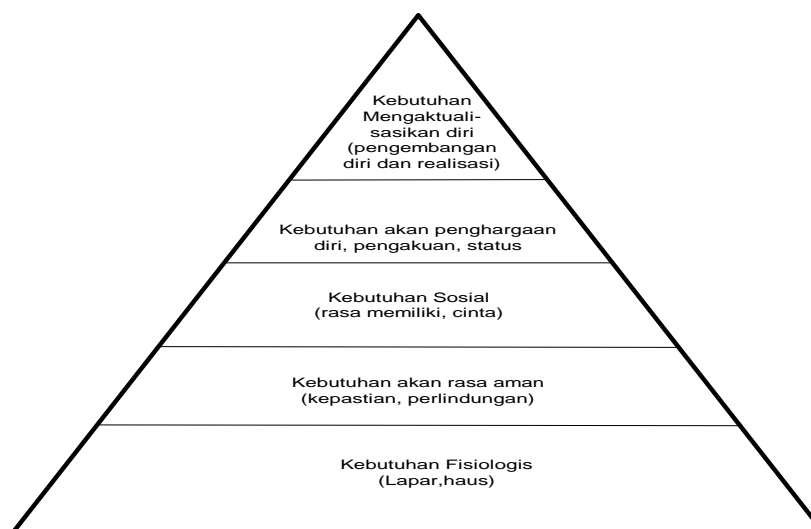 Kebutuhan
Mengaktuali-
sasikan diri
(pengembangan
diri dan realisasi)
Kebutuhan akan penghargaan
diri, pengakuan, status
Kebutuhan Sosial
(rasa memiliki, cinta)
Kebutuhan akan rasa aman
(kepastian, perlindungan)
Kebutuhan Fisiologis
(Lapar,haus)